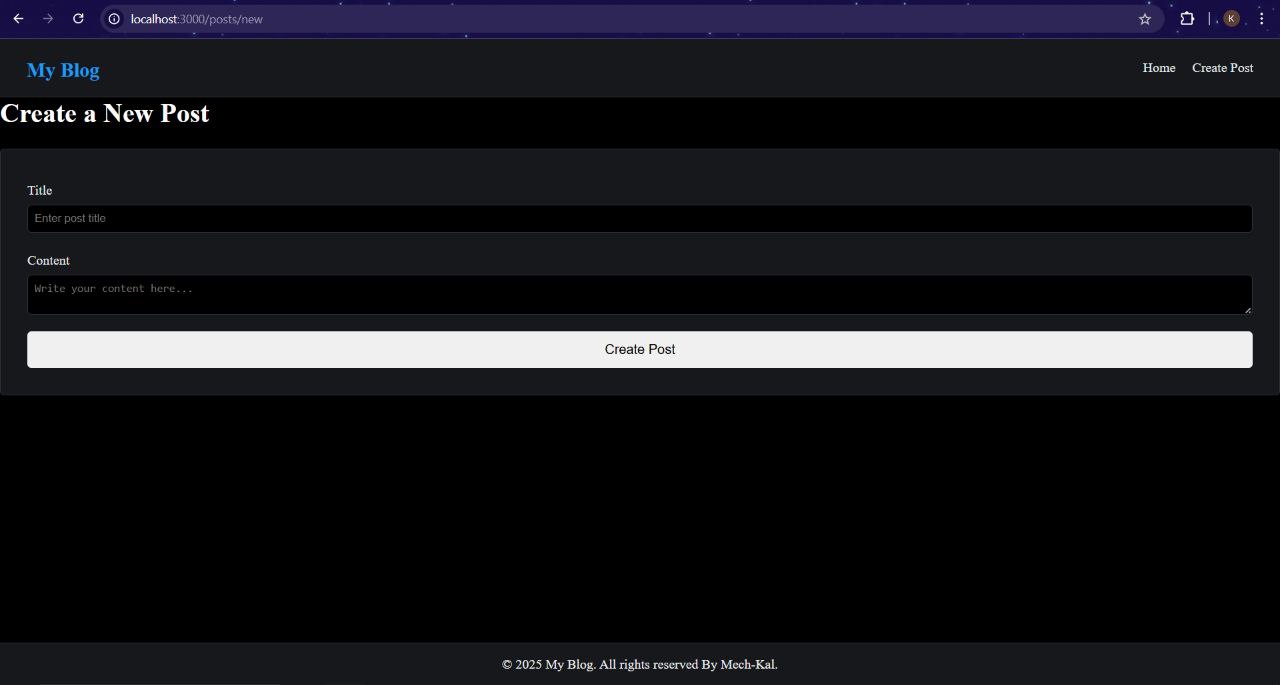 localhost:3000/posts/new
K
My Blog
Home
Create Post
Create a New Post
Title
Enter post title
Content
Write your content here...
Create Post
© 2025 My Blog. All rights reserved By Mech-Kal.